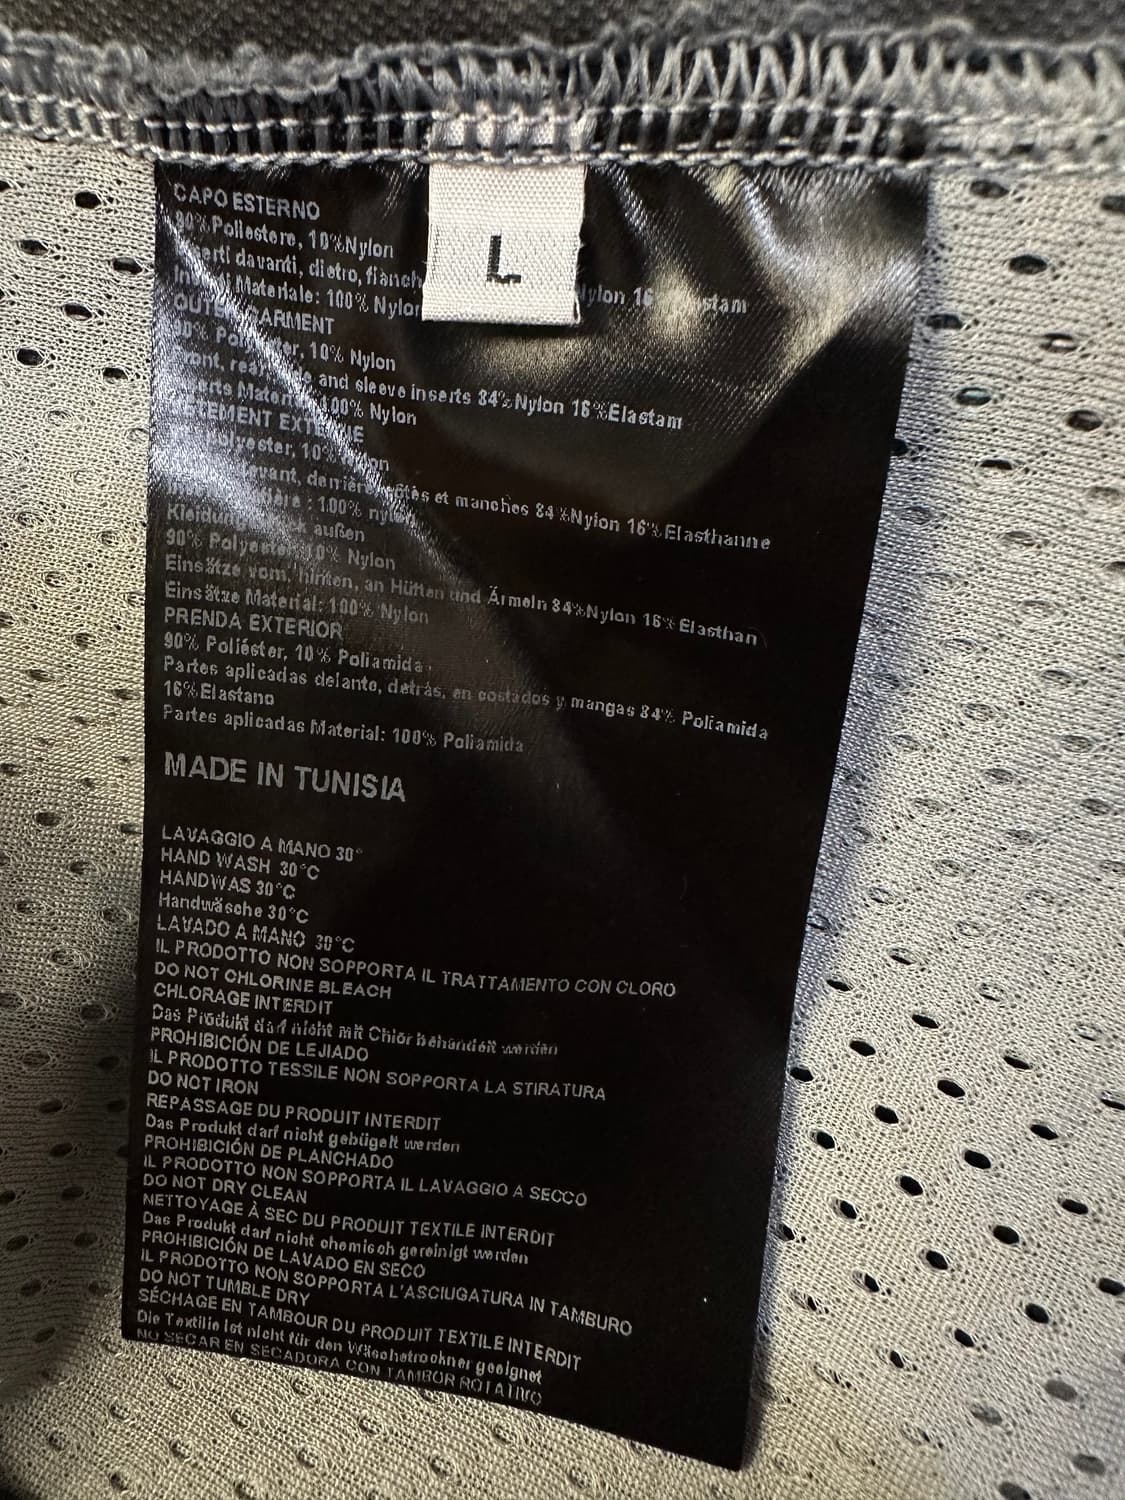 L
CAPO ESTERNO
90% Poliestere, 10%Nylon
davanti, dietro, ylon 16
Materiale: 100% Nylon
OUTER GARMENT
90% Polyester, 10% Nylon
Front, rear, and sleeve inserts 84%Nylon 16%Elastam
100% Nylon
VETEMENT
Polyester, 10%
devant, derrière et manches 84%Nylon 16% Elasthanne
: 100% nylon
außen
90% Polyester 10% Nylon
Einsätze vorn, hinten, an Hüften und Ärmeln 84%Nylon 16% Elasthan
Einsätze Material: 100% Nylon
PRENDA EXTERIOR
90% Poliéster, 10% Poliamida
Partes aplicadas delante, detrás, en costados y mangas 84% Poliamida
16%Elastano
Partes aplicadas Material: 100% Poliamida
MADE IN TUNISIA
LAVAGGIO A MANO 30°
HAND WASH 30°C
HANDWAS 30°C
Handwäsche 30°C
LAVADO A MANO 30°C
IL PRODOTTO NON SOPPORTA IL TRATTAMENTO CON CLORO
DO NOT CHLORINE BLEACH
CHLORAGE INTERDIT
Das Produkt darf nicht mit Chlor behandelt werden
PROHIBICIÓN DE LEJIADO
IL PRODOTTO TESSILE NON SOPPORTA LA STIRATURA
DO NOT IRON
REPASSAGE DU PRODUIT INTERDIT
Das Produkt darf nicht gebügelt werden
PROHIBICIÓN DE PLANCHADO
IL PRODOTTO NON SOPPORTA IL LAVAGGIO A SECCO
DO NOT DRY CLEAN
NETTOYAGE À SEC DU PRODUIT TEXTILE INTERDIT
Das Produkt darf nicht chemisch gereinigt werden
PROHIBICIÓN DE LAVADO EN SECO
IL PRODOTTO NON SOPPORTA L'ASCIUGATURA IN TAMBURO
DO NOT TUMBLE DRY
SÉCHAGE EN TAMBOUR DU PRODUIT TEXTILE INTERDIT
Die Textilie ist nicht für den Wäschetrockner geeignet
NO SECAR EN SECADORA CON TAMBOR ROTATIVO